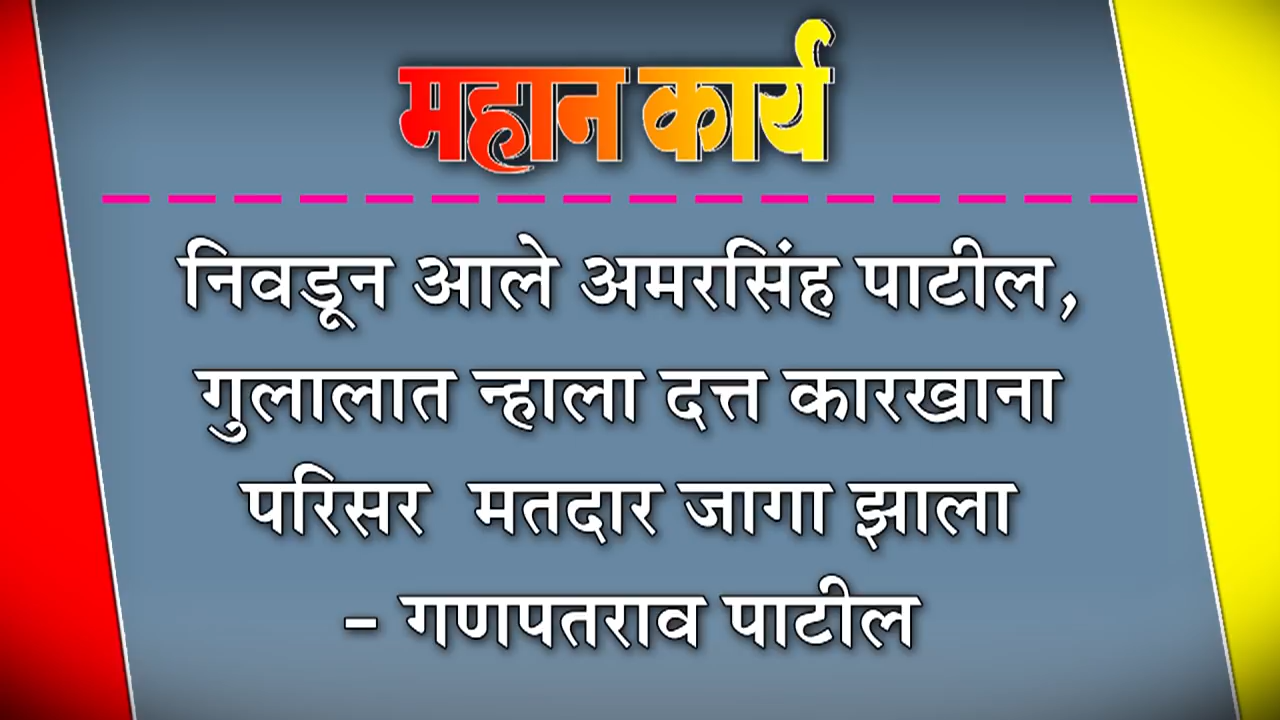 महान कार्य
निवडून आले अमरसिंह पाटील,
गुलालात न्हाला दत्त कारखाना
परिसर मतदार जागा झाला
- गणपतराव पाटील